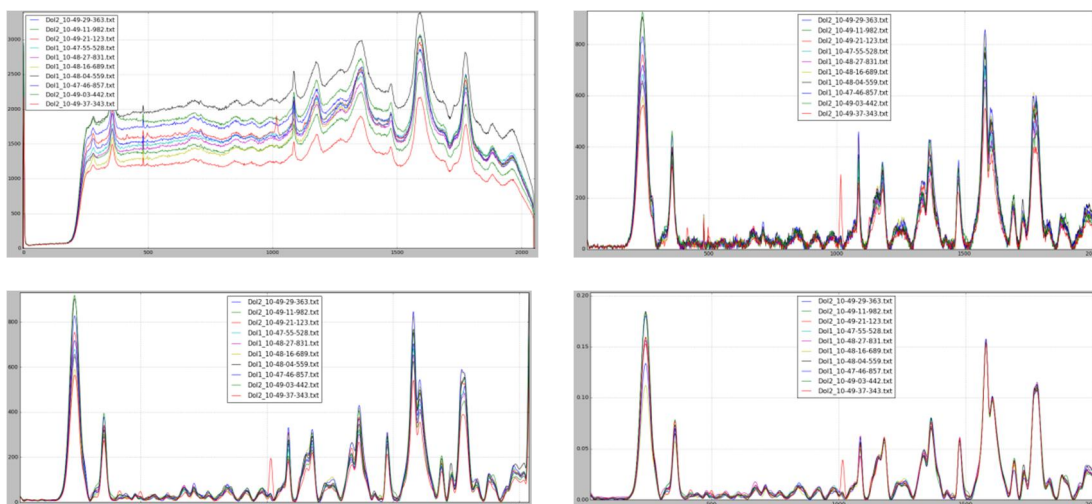 Dol2_10-49-29-363.txt
Dol2_10-49-11-982.txt
Dol2_10-49-21-123.txt
Dol1_10-47-55-528.txt
Dol1_10-48-27-831.txt
Dol1_10-48-16-689.txt
Dol1_10-48-04-559.txt
Dol1_10-47-46-857.txt
Dol2_10-49-03-442.txt
Dol2_10-49-37-343.txt
3000
2500
2000
1500
1000
500
0
500
1000
1500
2000
Dol2_10-49-29-363.txt
Dol2_10-49-11-982.txt
Dol2_10-49-21-123.txt
Dol1_10-47-55-528.txt
Dol1_10-48-27-831.txt
Dol1_10-48-16-689.txt
Dol1_10-48-04-559.txt
Dol1_10-47-46-857.txt
Dol2_10-49-03-442.txt
Dol2_10-49-37-343.txt
800
600
400
200
0
500
1000
1500
Dol2_10-49-29-363.txt
Dol2_10-49-11-982.txt
Dol2_10-49-21-123.txt
Dol1_10-47-55-528.txt
Dol1_10-48-27-831.txt
Dol1_10-48-16-689.txt
Dol1_10-48-04-559.txt
Dol1_10-47-46-857.txt
Dol2_10-49-03-442.txt
Dol2_10-49-37-343.txt
800
600
400
200
0
Dol2_10-49-29-363.txt
Dol2_10-49-11-982.txt
Dol2_10-49-21-123.txt
Dol1_10-47-55-528.txt
Dol1_10-48-27-831.txt
Dol1_10-48-16-689.txt
Dol1_10-48-04-559.txt
Dol1_10-47-46-857.txt
Dol2_10-49-03-442.txt
Dol2_10-49-37-343.txt
0.20
0.15
0.10
0.05
0.00